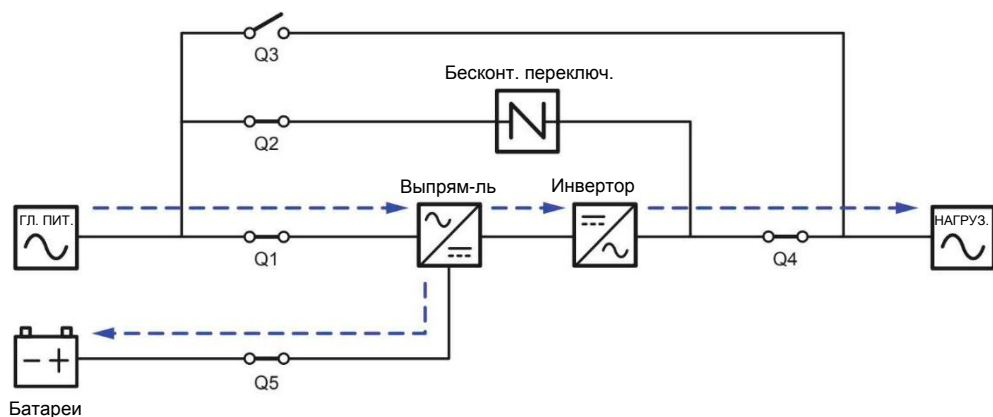 Q3
Бесконт. переключ.
Q2
Выпрям-ль
Инвертор
ГЛ. ПИТ.
НАГРУЗ.
Q1
Q4
Q5
Батареи